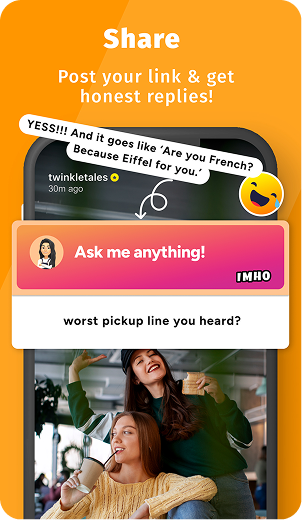 Share
Post your link & get
honest replies!
YESS!!! And it goes like ‘Are you French?
Because Eiffel for you.’
twinkletales
30m ago
Ask me anything!
IMHO
worst pickup line you heard?